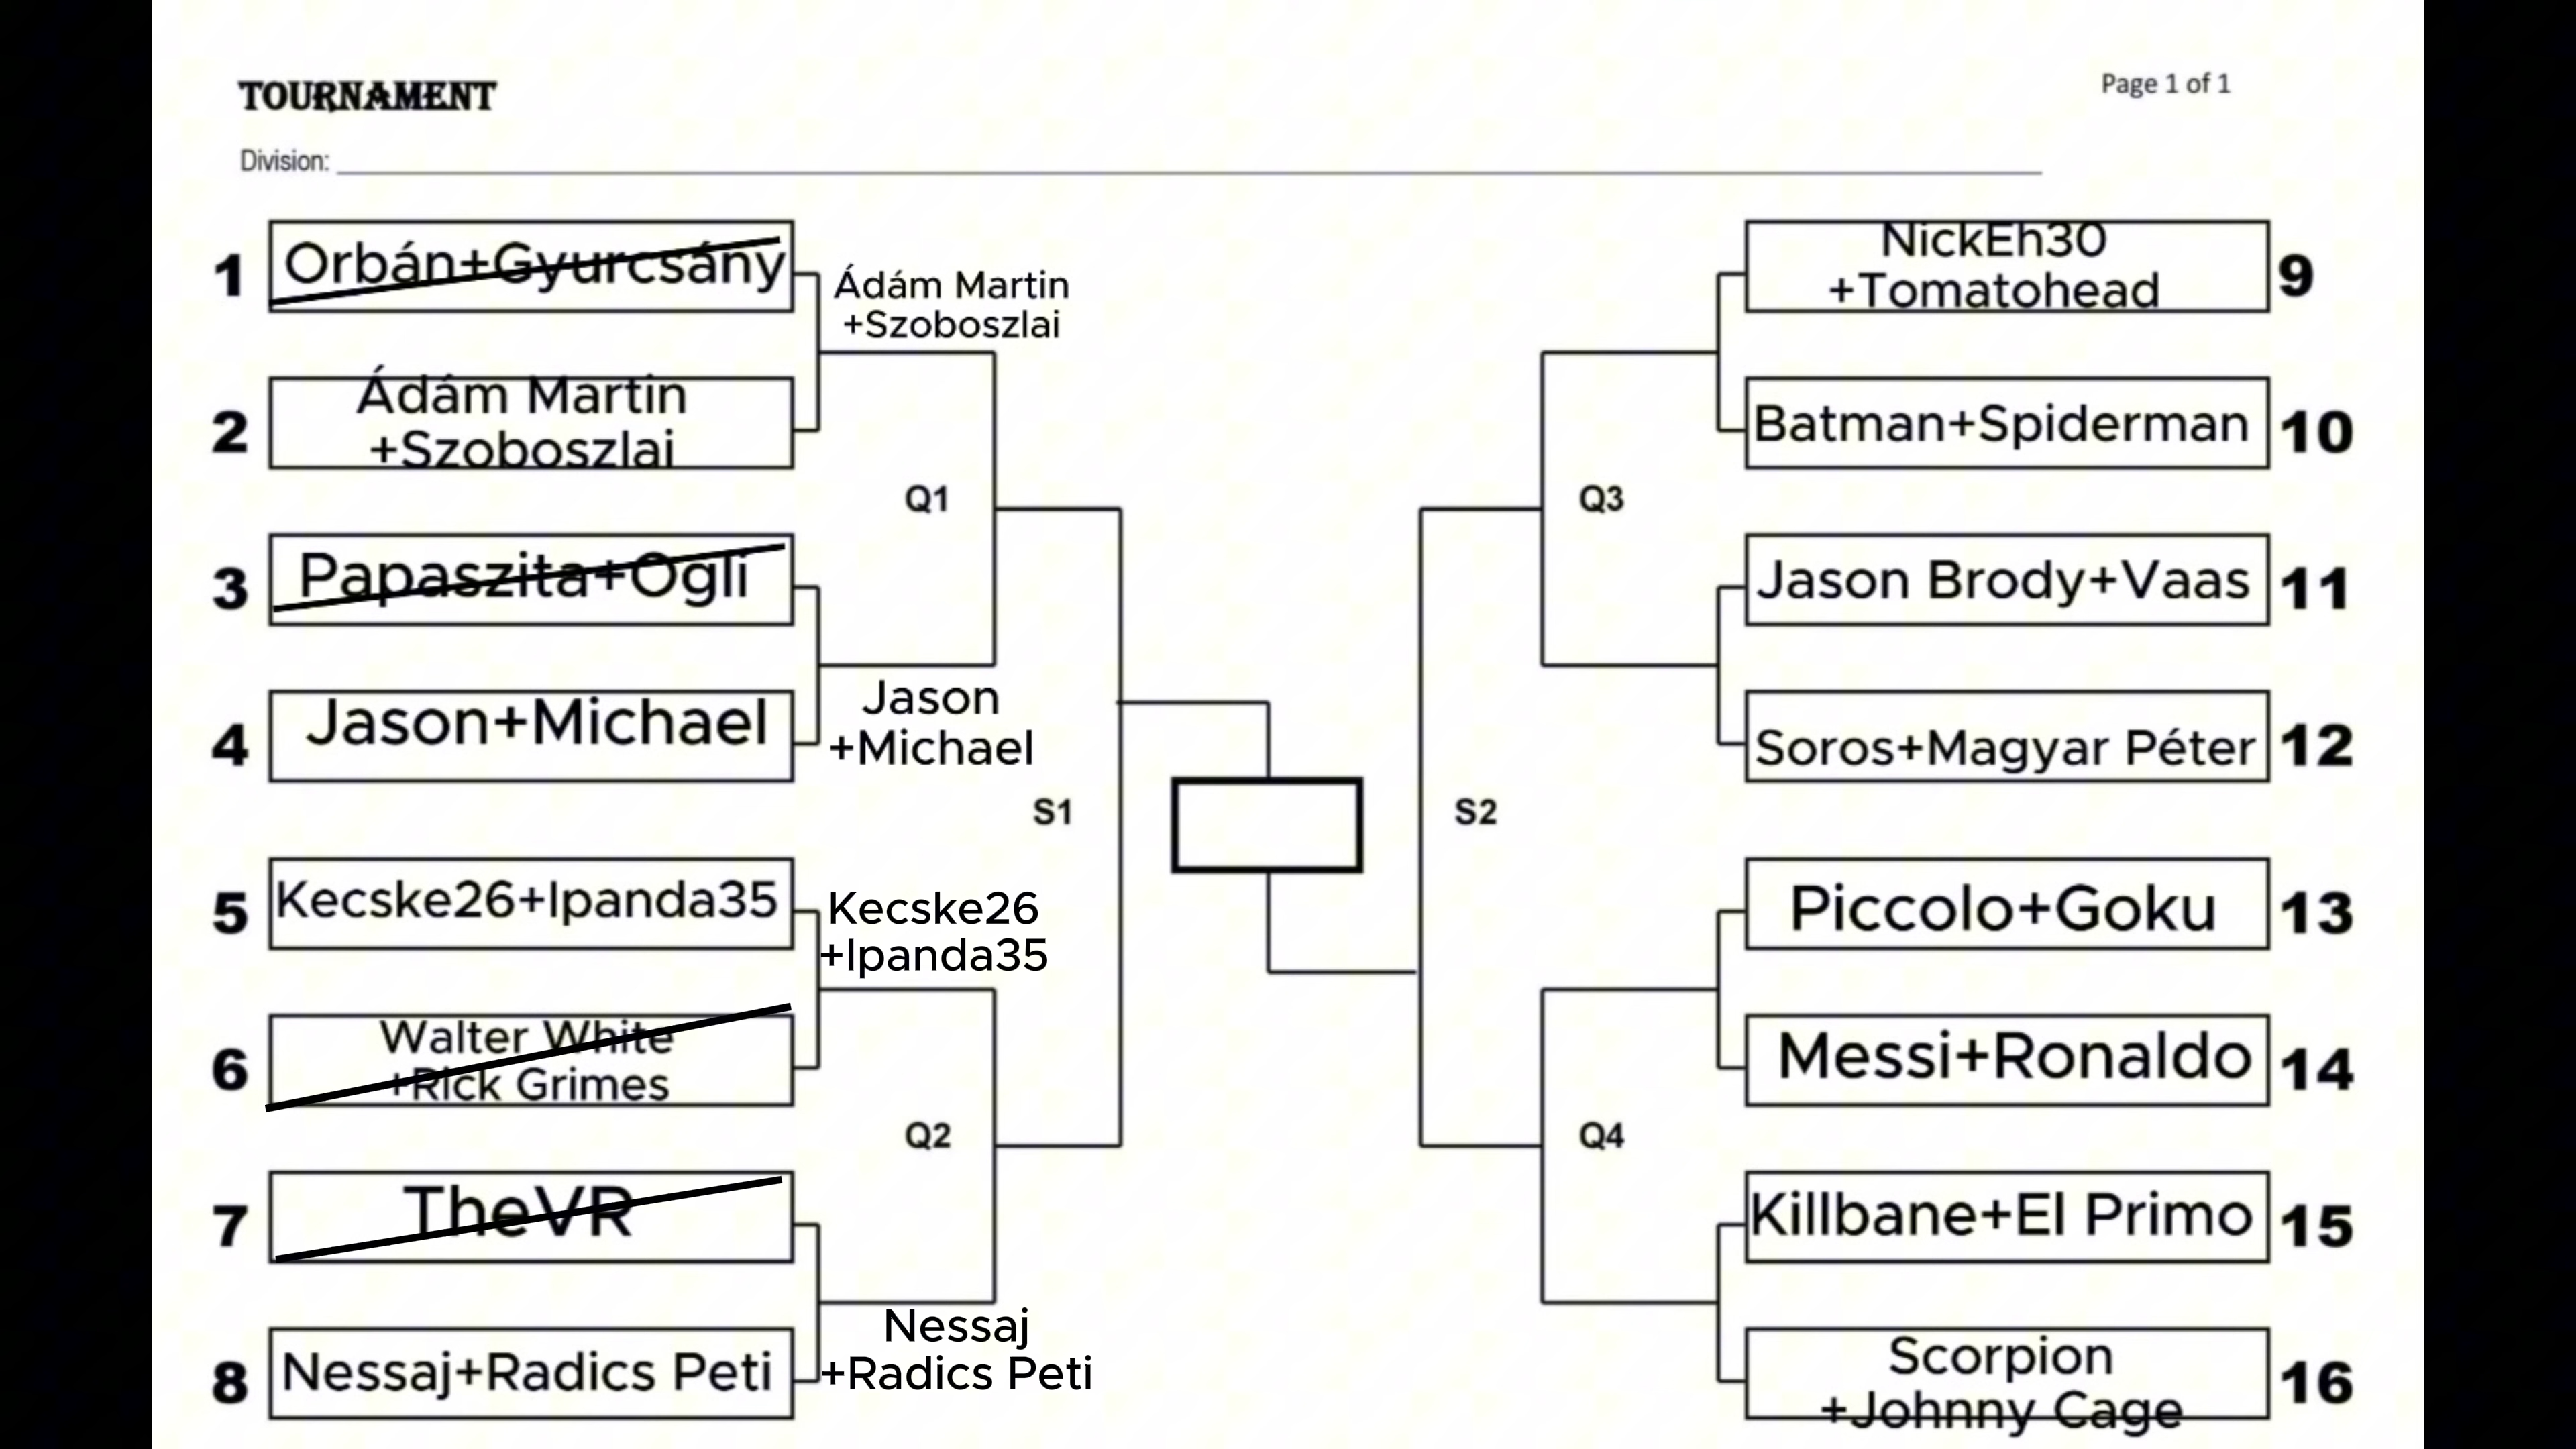 TOURNAMENT
Page 1 of 1
Division:
1
Orbán+Gyurcsány
Ádám Martin
+Szoboszlai
2
Ádám Martin
+Szoboszlai
Q1
3
Papaszita+Ogli
4
Jason+Michael
Jason
+Michael
S1
5
Kecske26+Ipanda35
Kecske26
+Ipanda35
6
Walter White
+Rick Grimes
Q2
7
TheVR
8
Nessaj+Radics Peti
Nessaj
+Radics Peti
NickEh30
+Tomatohead
9
Batman+Spiderman
10
Q3
Jason Brody+Vaas
11
Soros+Magyar Péter
12
S2
Piccolo+Goku
13
Messi+Ronaldo
14
Q4
Killbane+El Primo
15
Scorpion
+Johnny Cage
16